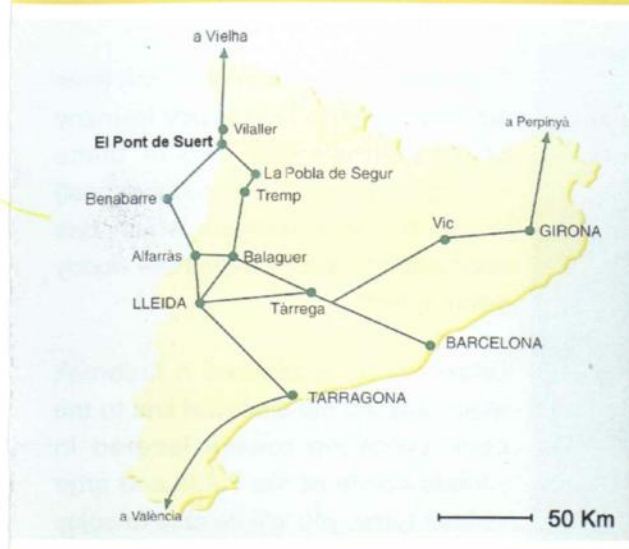 a Vielha
a Perpinyà
Vilaller
El Pont de Suert
La Pobla de Segur
Tremp
Benabarre
Vic
GIRONA
Alfarràs
Balaguer
LLEIDA
Tàrrega
BARCELONA
TARRAGONA
a València
50 Km